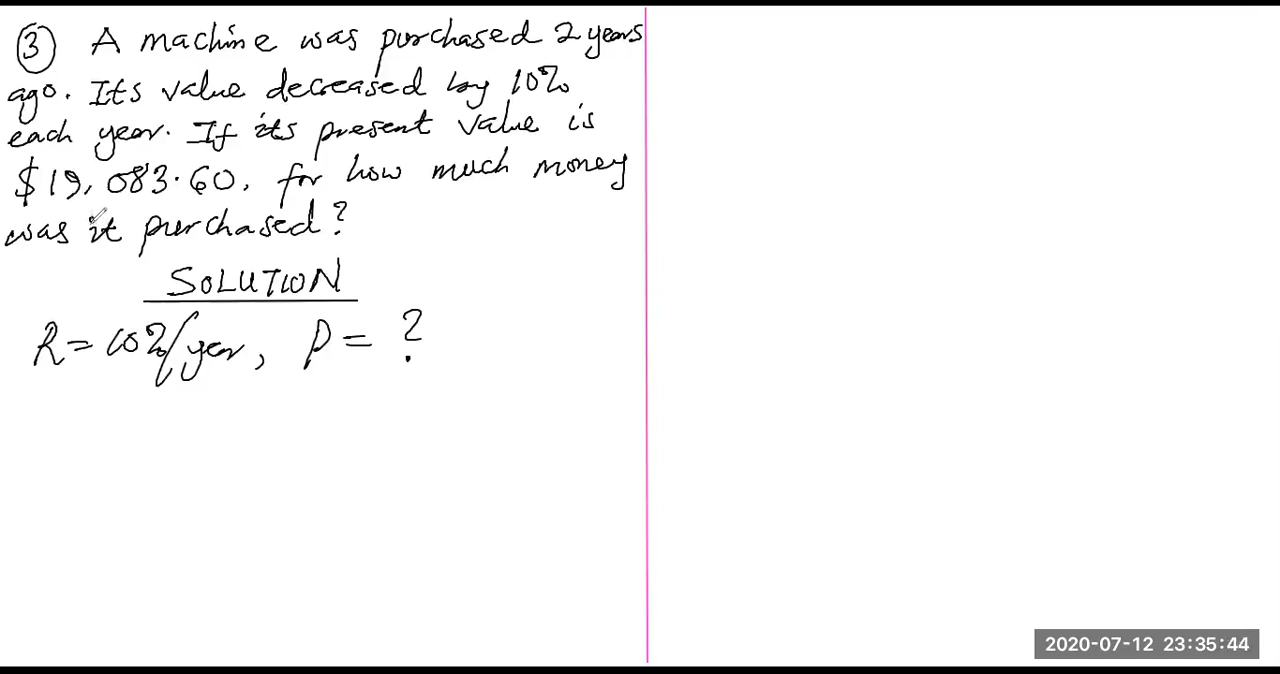 3 A machine was purchased 2 years
ago. Its value decreased by 10%
each year. If its present value is
$19,083.60, for how much money
was it purchased?
SOLUTION
R = 10%/year, P = ?
2020-07-12 23:35:44